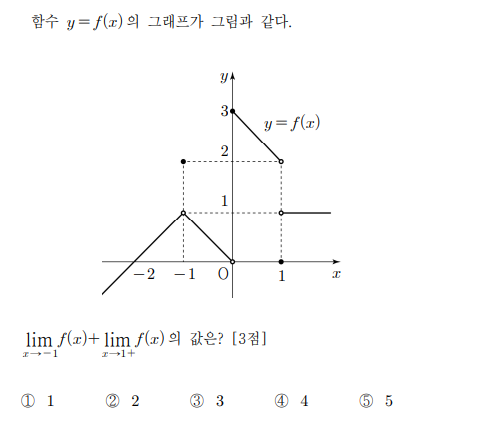 함수 y=f(x)의 그래프가 그림과 같다.
y
3
y=f(x)
2
1
-2 -1 O 1 x
lim f(x)+ lim f(x)의 값은? [3점]
x→-1 x→1+
① 1 ② 2 ③ 3 ④ 4 ⑤ 5